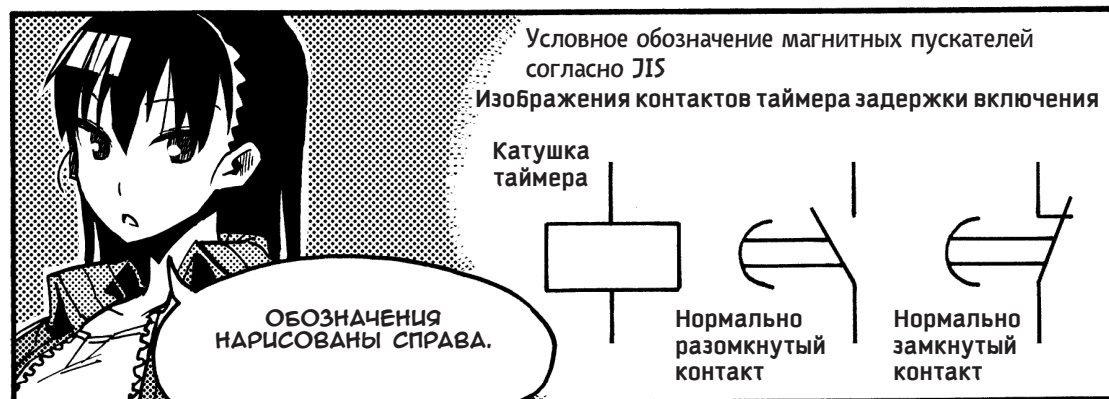 Условное обозначение магнитных пускателей
согласно JIS
Изображения контактов таймера задержки включения
Катушка
таймера
Нормально
разомкнутый
контакт
Нормально
замкнутый
контакт
ОБОЗНАЧЕНИЯ
НАРИСОВАНЫ СПРАВА.